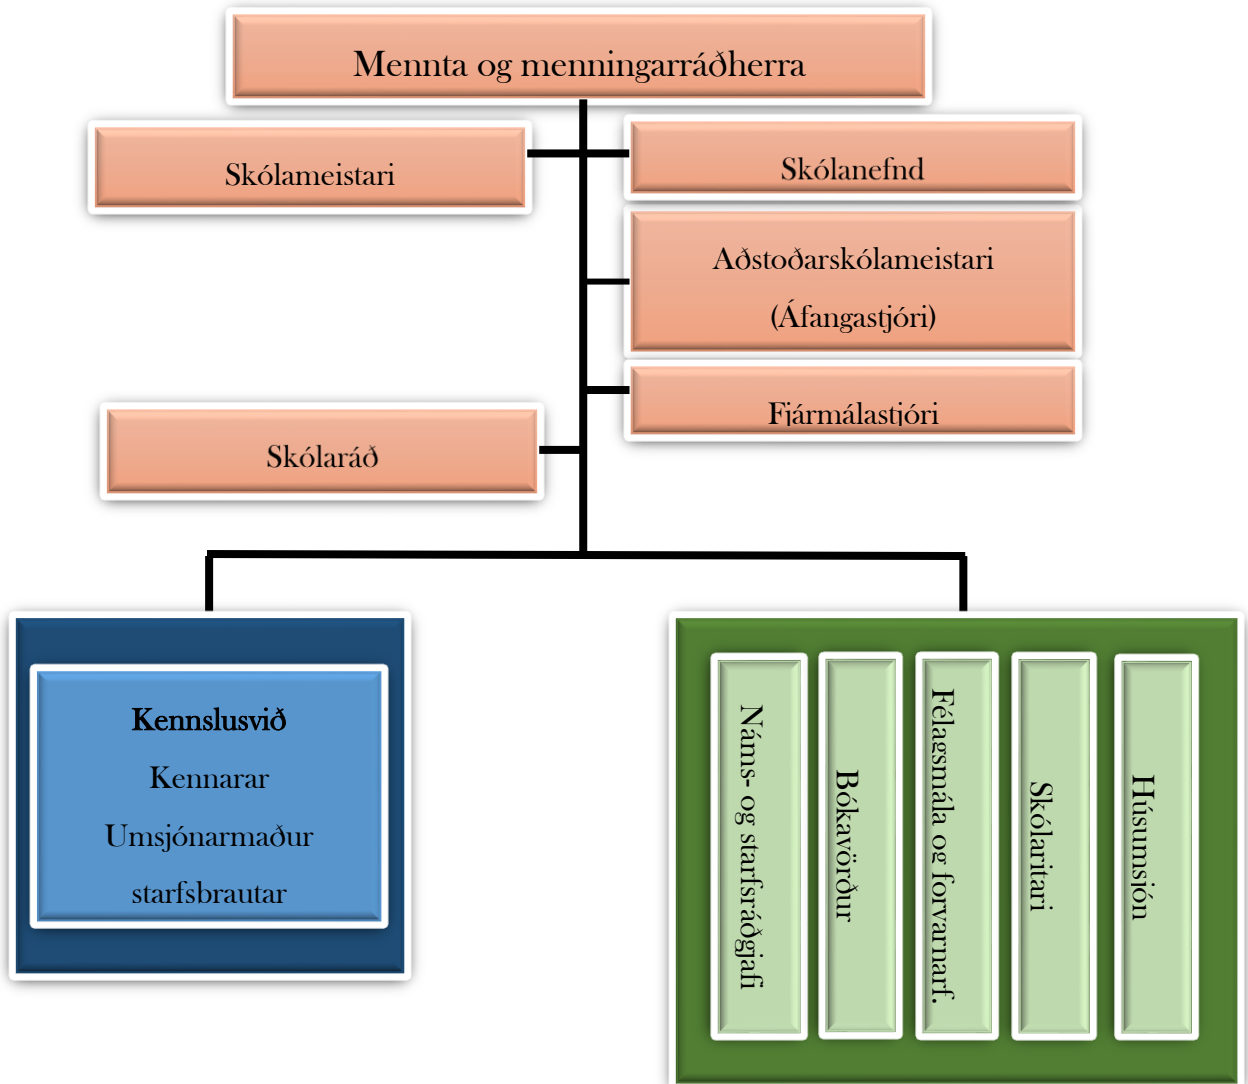 Mennta og menningarráðherra
Skólameistari
Skólanefnd
Aðstoðarskólameistari
(Áfangastjóri)
Fjármálastjóri
Skólaráð
Kennslusvið
Kennarar
Umsjónarmaður
starfsbrautar
Náms- og starfsráðgjafi
Bókavörður
Félagsmála og forvarnarf.
Skólaritari
Húsumsjón